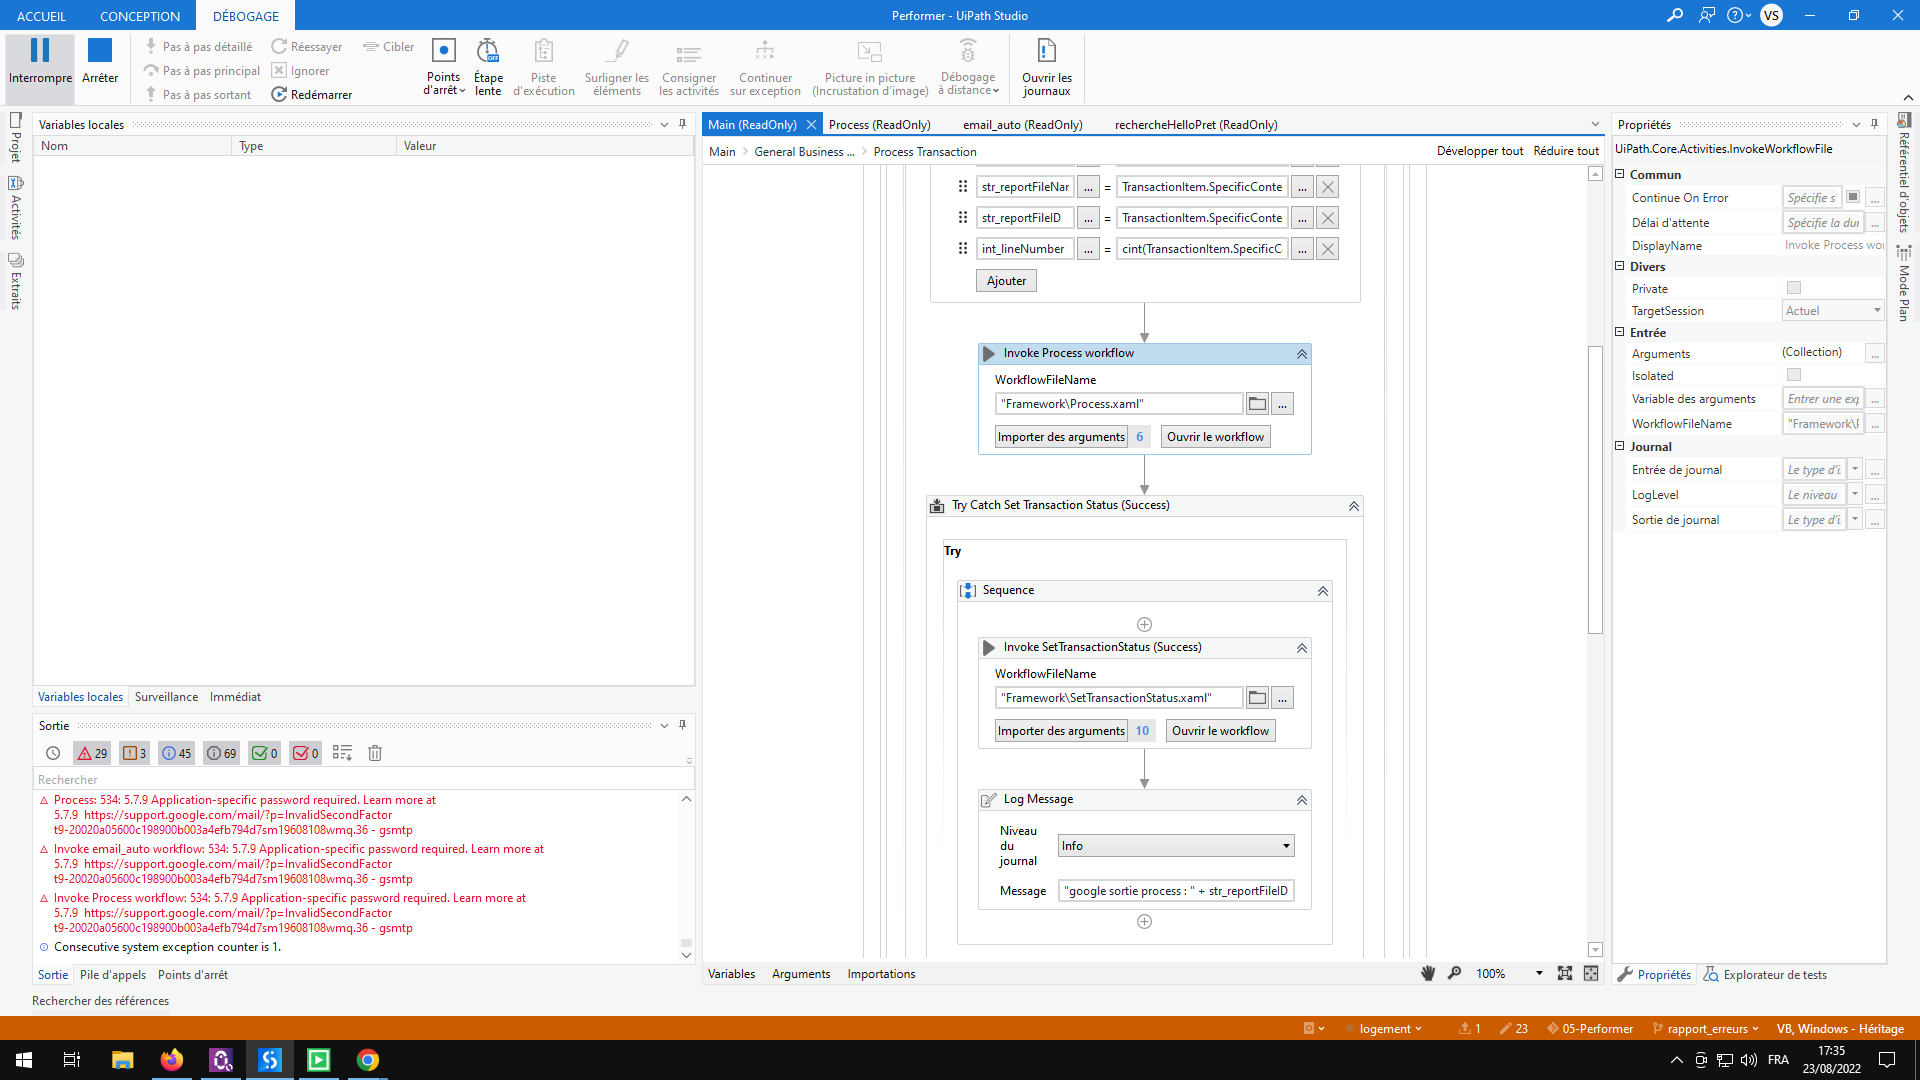 ACCUEIL
CONCEPTION
DÉBOGAGE
Performer - UiPath Studio
VS
Interrompre
Arrêter
Pas à pas détaillé
Pas à pas principal
Pas à pas sortant
Réessayer
Ignorer
Redémarrer
Cibler
Points
d'arrêt
Étape
lente
Piste
d'exécution
Surligner les
éléments
Consigner
les activités
Continuer
sur exception
Picture in picture
(Incrustation d'image)
Débogage
à distance
Ouvrir les
journaux
Projet
Activités
Extraits
Variables locales
Nom
Type
Valeur
Variables locales
Surveillance
Immédiat
Sortie
29
3
45
69
0
0
Rechercher
Process: 534: 5.7.9 Application-specific password required. Learn more at
5.7.9 https://support.google.com/mail/?p=InvalidSecondFactor
t9-20020a05600c198900b003a4efb794d7sm19608108wmq.36 - gsmtp
Invoke email_auto workflow: 534: 5.7.9 Application-specific password required. Learn more at
5.7.9 https://support.google.com/mail/?p=InvalidSecondFactor
t9-20020a05600c198900b003a4efb794d7sm19608108wmq.36 - gsmtp
Invoke Process workflow: 534: 5.7.9 Application-specific password required. Learn more at
5.7.9 https://support.google.com/mail/?p=InvalidSecondFactor
t9-20020a05600c198900b003a4efb794d7sm19608108wmq.36 - gsmtp
Consecutive system exception counter is 1.
Sortie
Pile d'appels
Points d'arrêt
Rechercher des références
Main (ReadOnly)
Process (ReadOnly)
email_auto (ReadOnly)
rechercheHelloPret (ReadOnly)
Main > General Business ... > Process Transaction
Développer tout
Réduire tout
str_reportFileNar ... = TransactionItem.SpecificConte ...
str_reportFileID ... = TransactionItem.SpecificConte ...
int_lineNumber ... = cint(TransactionItem.SpecificC ...
Ajouter
Invoke Process workflow
WorkflowFileName
"Framework\Process.xaml"
...
Importer des arguments
6
Ouvrir le workflow
Try Catch Set Transaction Status (Success)
Try
Sequence
Invoke SetTransactionStatus (Success)
WorkflowFileName
"Framework\SetTransactionStatus.xaml"
...
Importer des arguments
10
Ouvrir le workflow
Log Message
Niveau
du
journal
Info
Message
"google sortie process : " + str_reportFileID
Variables
Arguments
Importations
100%
Propriétés
UiPath.Core.Activities.InvokeWorkflowFile
Commun
Continue On Error
Spécifie s'
...
Délai d'attente
Spécifie la dur
...
DisplayName
Invoke Process wor
Divers
Private
TargetSession
Actuel
Entrée
Arguments
(Collection)
...
Isolated
Variable des arguments
Entrer une exp
...
WorkflowFileName
"Framework\P
...
Journal
Entrée de journal
Le type d'i
...
LogLevel
Le niveau
...
Sortie de journal
Le type d'i
...
Propriétés
Explorateur de tests
Référentiel d'objets
Mode Plan
logement
1
23
05-Performer
rapport_erreurs
VB, Windows - Héritage
FRA
17:35
23/08/2022